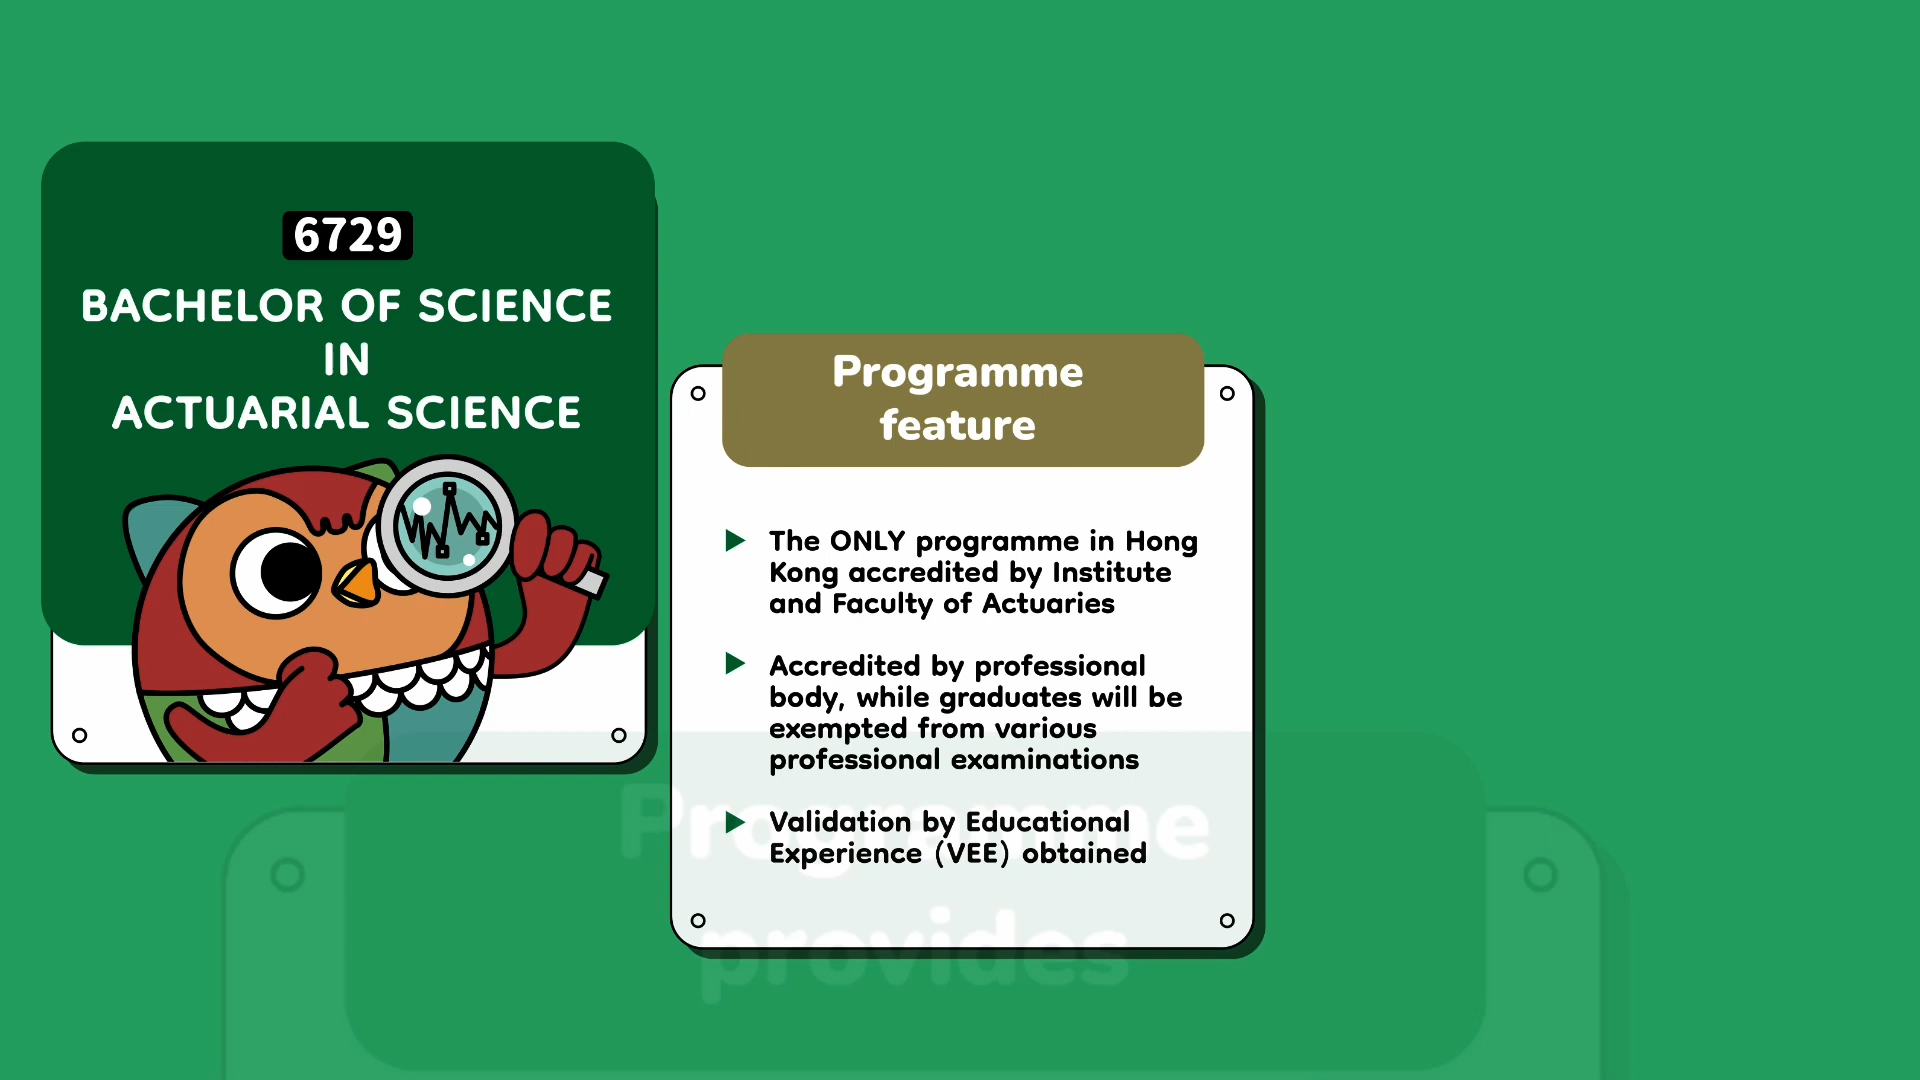 6729
BACHELOR OF SCIENCE
IN
ACTUARIAL SCIENCE
Programme
feature
The ONLY programme in Hong
Kong accredited by Institute
and Faculty of Actuaries
Accredited by professional
body, while graduates will be
exempted from various
professional examinations
Validation by Educational
Experience (VEE) obtained
Programme
provides